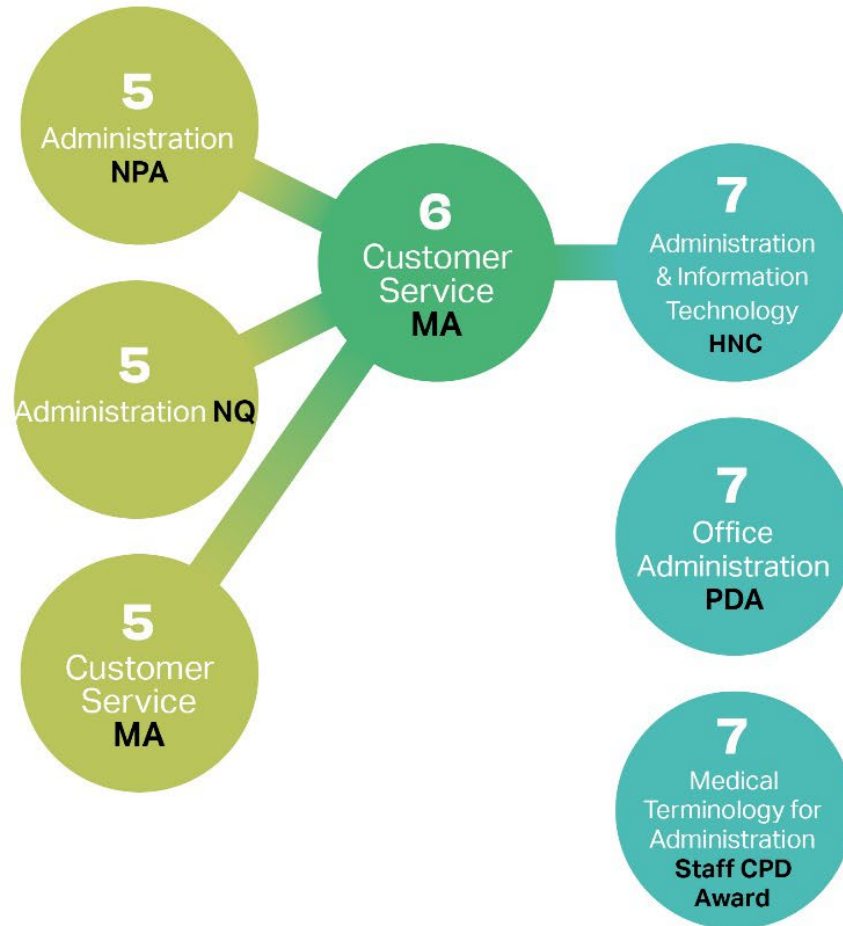 5
Administration
NPA
5
Administration NQ
5
Customer
Service
MA
6
Customer
Service
MA
7
Administration
& Information
Technology
HNC
7
Office
Administration
PDA
7
Medical
Terminology for
Administration
Staff CPD
Award